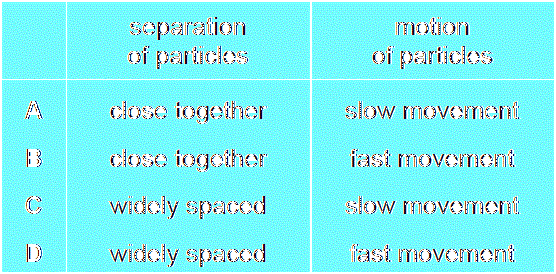 separation of particles motion of particles
A close together slow movement
B close together fast movement
C widely spaced slow movement
D widely spaced fast movement